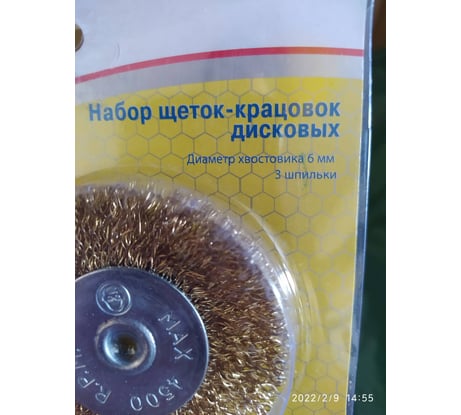 Набор щеток-крацовок
дисковых
Диаметр хвостовика 6 мм
3 шпильки
MAX 4500 R.P.M
2022/2/9 14:55